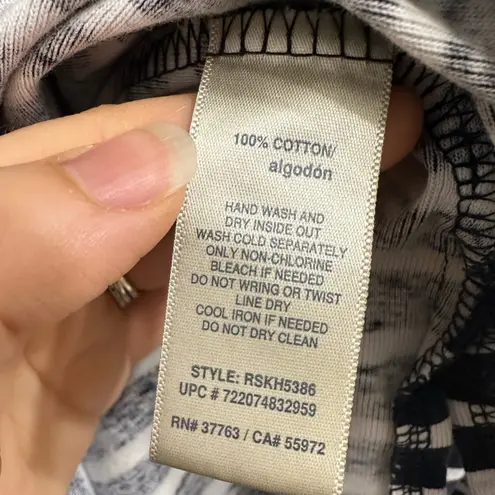 100% COTTON/
algodón
HAND WASH AND
DRY INSIDE OUT
WASH COLD SEPARATELY
ONLY NON-CHLORINE
BLEACH IF NEEDED
DO NOT WRING OR TWIST
LINE DRY
COOL IRON IF NEEDED
DO NOT DRY CLEAN
STYLE: RSKH5386
UPC # 722074832959
RN# 37763 / CA# 55972